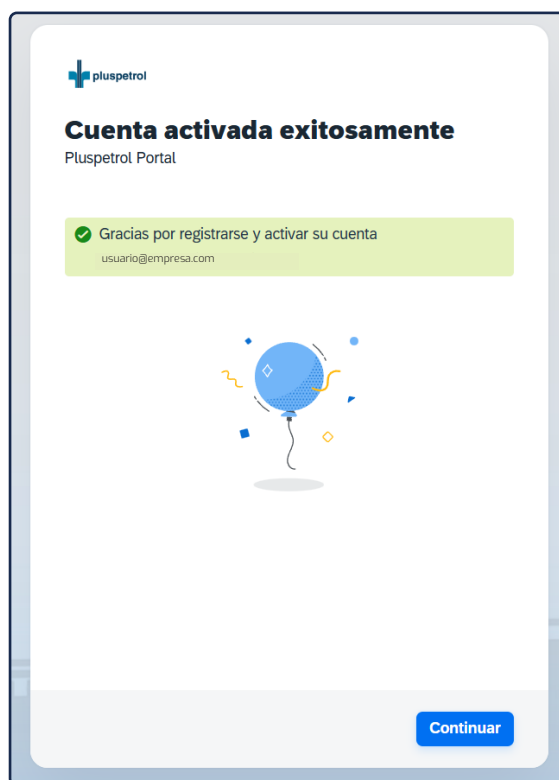 pluspetrol
Cuenta activada exitosamente
Pluspetrol Portal
Gracias por registrarse y activar su cuenta
usuario@empresa.com
Continuar